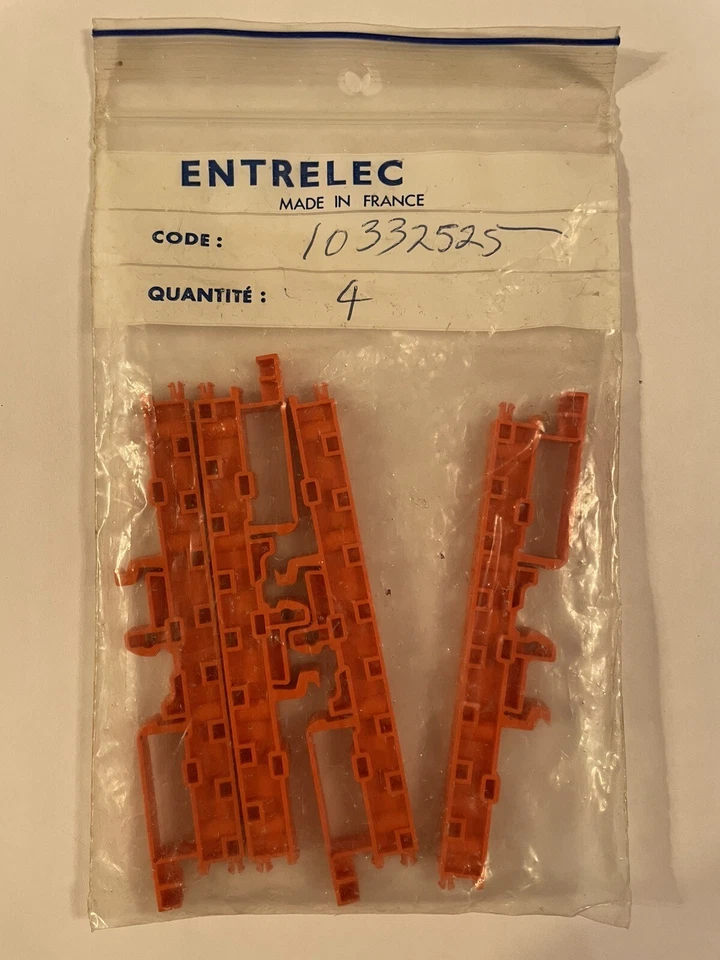 ENTRELEC
MADE IN FRANCE
CODE: 10332525
QUANTITÉ: 4